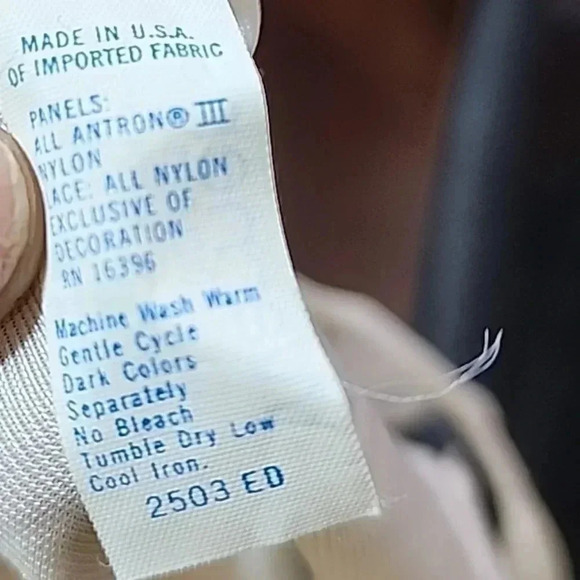 MADE IN U.S.A.
OF IMPORTED FABRIC
PANELS:
ALL ANTRON® III
NYLON
LACE: ALL NYLON
EXCLUSIVE OF
DECORATION
RN 16396
Machine Wash Warm
Gentle Cycle
Dark Colors
Separately
No Bleach
Tumble Dry Low
Cool Iron.
2503 ED